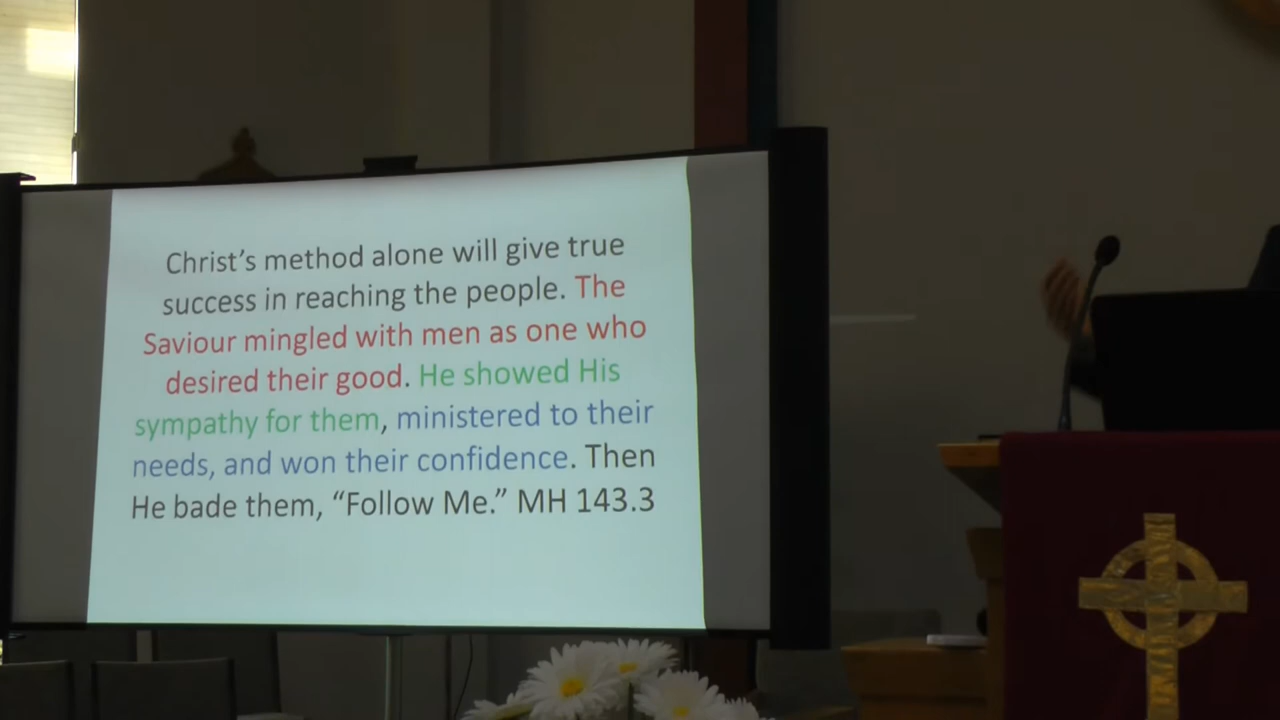 Christ’s method alone will give true
success in reaching the people. The
Saviour mingled with men as one who
desired their good. He showed His
sympathy for them, ministered to their
needs, and won their confidence. Then
He bade them, “Follow Me.” MH 143.3